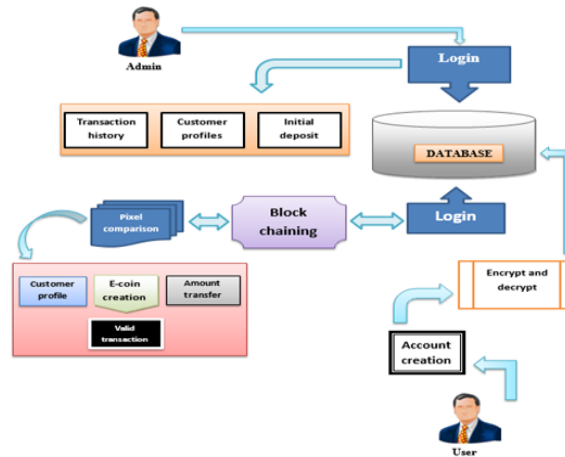 Admin
Login
Transaction
history
Customer
profiles
Initial
deposit
DATABASE
Pixel
comparison
Block
chaining
Login
Customer
profile
E-coin
creation
Amount
transfer
Valid
transaction
Encrypt and
decrypt
Account
creation
User